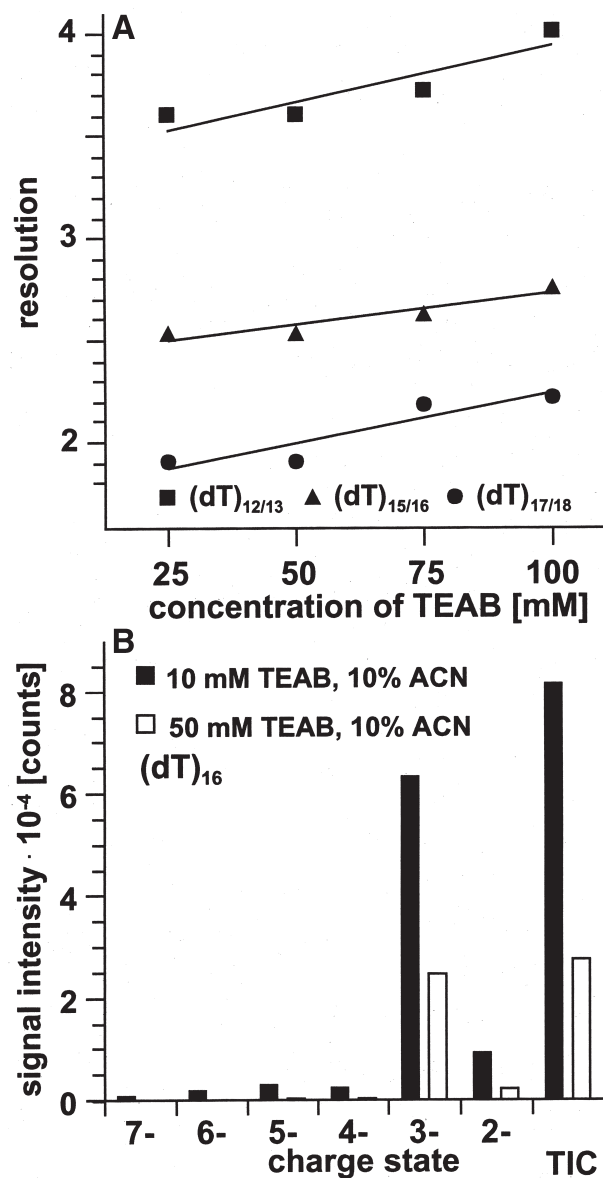 A
4
3
2
resolution
■ (dT)12/13 ▲ (dT)15/16 ● (dT)17/18
25 50 75 100
concentration of TEAB [mM]
B
8
6
4
2
0
signal intensity · 10-4 [counts]
10 mM TEAB, 10% ACN
50 mM TEAB, 10% ACN
(dT)16
7- 6- 5- 4- 3- 2- TIC
charge state